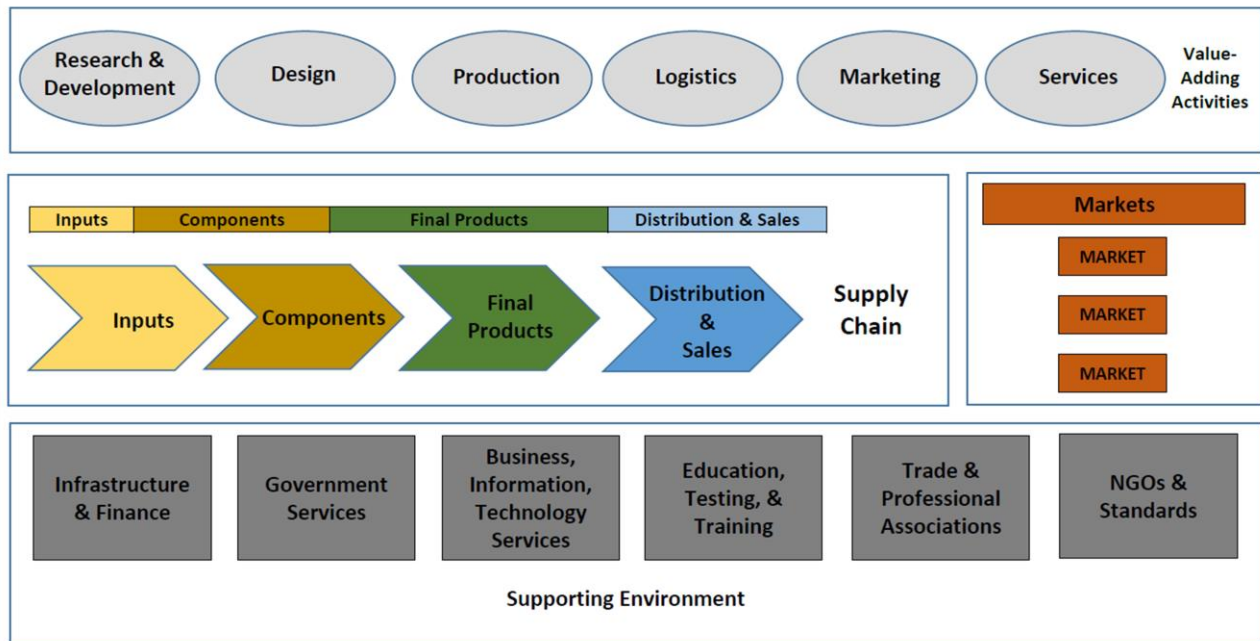 Research &
Development
Design
Production
Logistics
Marketing
Services
Value-
Adding
Activities
Inputs
Components
Final Products
Distribution & Sales
Inputs
Components
Final
Products
Distribution
&
Sales
Supply
Chain
Markets
MARKET
MARKET
MARKET
Infrastructure
& Finance
Government
Services
Business,
Information,
Technology
Services
Education,
Testing, &
Training
Trade &
Professional
Associations
NGOs &
Standards
Supporting Environment